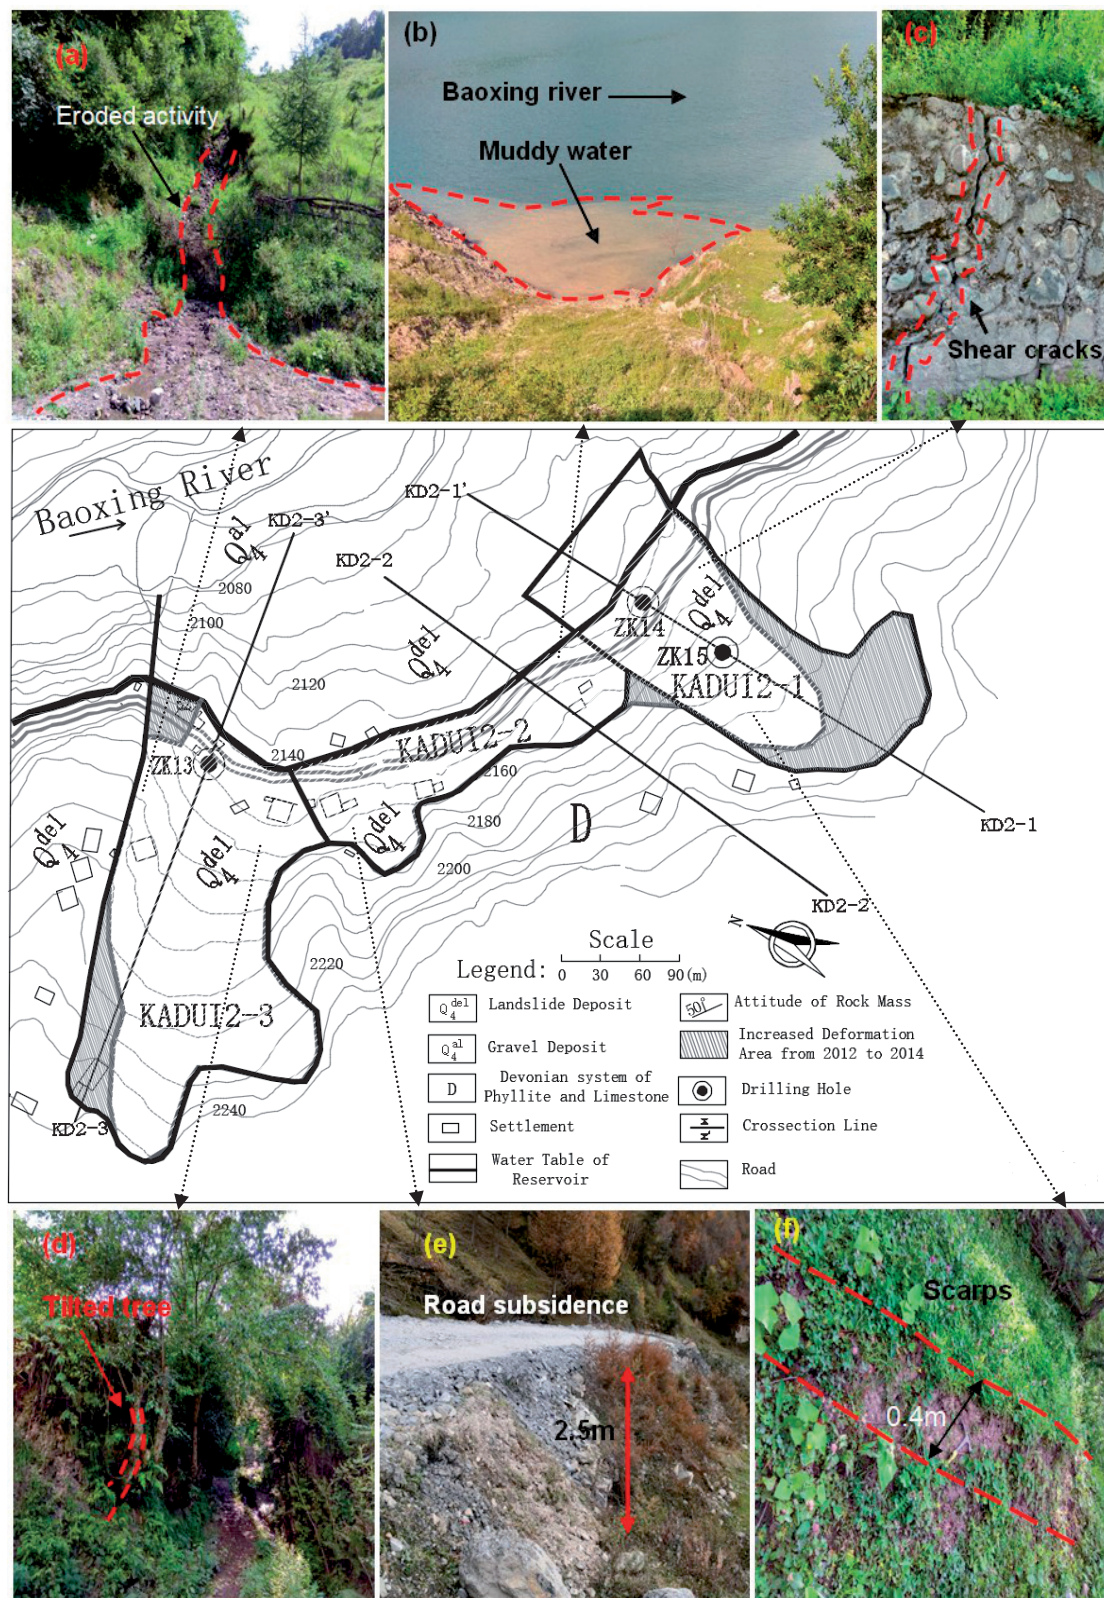 (a)
Eroded activity
(b)
Baoxing river
Muddy water
(c)
Shear cracks
Baoxing River
Q4al
KD2-3'
KD2-1'
KD2-2
2080
2100
2120
2140
2160
2180
2200
2220
2240
Q4del
Q4del
ZK14
ZK15
KADUI2-1
KADUI2-2
ZK13
Q4del
Q4del
Q4del
D
KD2-1
KD2-2
KADUI2-3
KD2-3
N
Scale
Legend: 0 30 60 90 (m)
Q4del Landslide Deposit
Q4al Gravel Deposit
D Devonian system of
Phyllite and Limestone
Settlement
Water Table of
Reservoir
Attitude of Rock Mass
Increased Deformation
Area from 2012 to 2014
Drilling Hole
Crossection Line
Road
(d)
Tilted tree
(e)
Road subsidence
2.5m
(f)
Scarps
0.4m